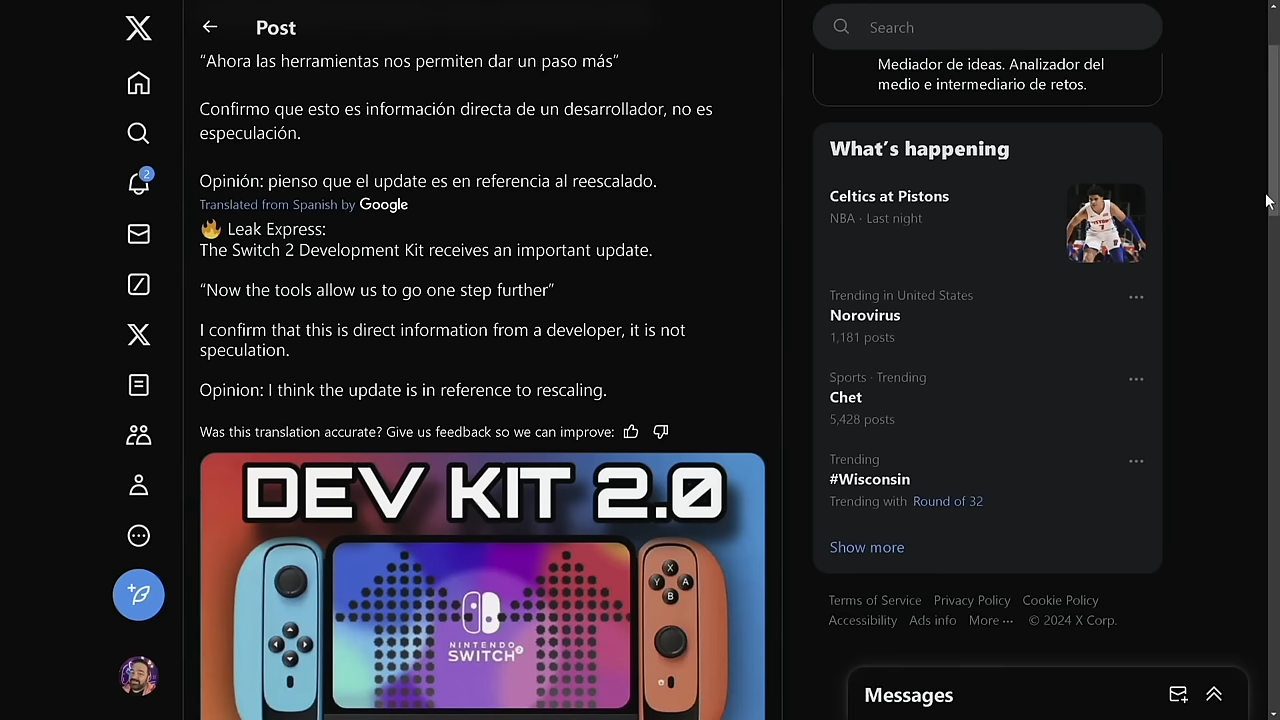 Post
“Ahora las herramientas nos permiten dar un paso más”
Confirmo que esto es información directa de un desarrollador, no es
especulación.
Opinión: pienso que el update es en referencia al reescalado.
Translated from Spanish by Google
🔥 Leak Express:
The Switch 2 Development Kit receives an important update.
“Now the tools allow us to go one step further”
I confirm that this is direct information from a developer, it is not
speculation.
Opinion: I think the update is in reference to rescaling.
Was this translation accurate? Give us feedback so we can improve:
DEV KIT 2.0
X
Y A
B
NINTENDO
SWITCH 2
2
Search
Mediador de ideas. Analizador del
medio e intermediario de retos.
What’s happening
Celtics at Pistons
NBA · Last night
Trending in United States
Norovirus
1,181 posts
Sports · Trending
Chet
5,428 posts
Trending
#Wisconsin
Trending with Round of 32
Show more
Terms of Service Privacy Policy Cookie Policy
Accessibility Ads info More ··· © 2024 X Corp.
Messages